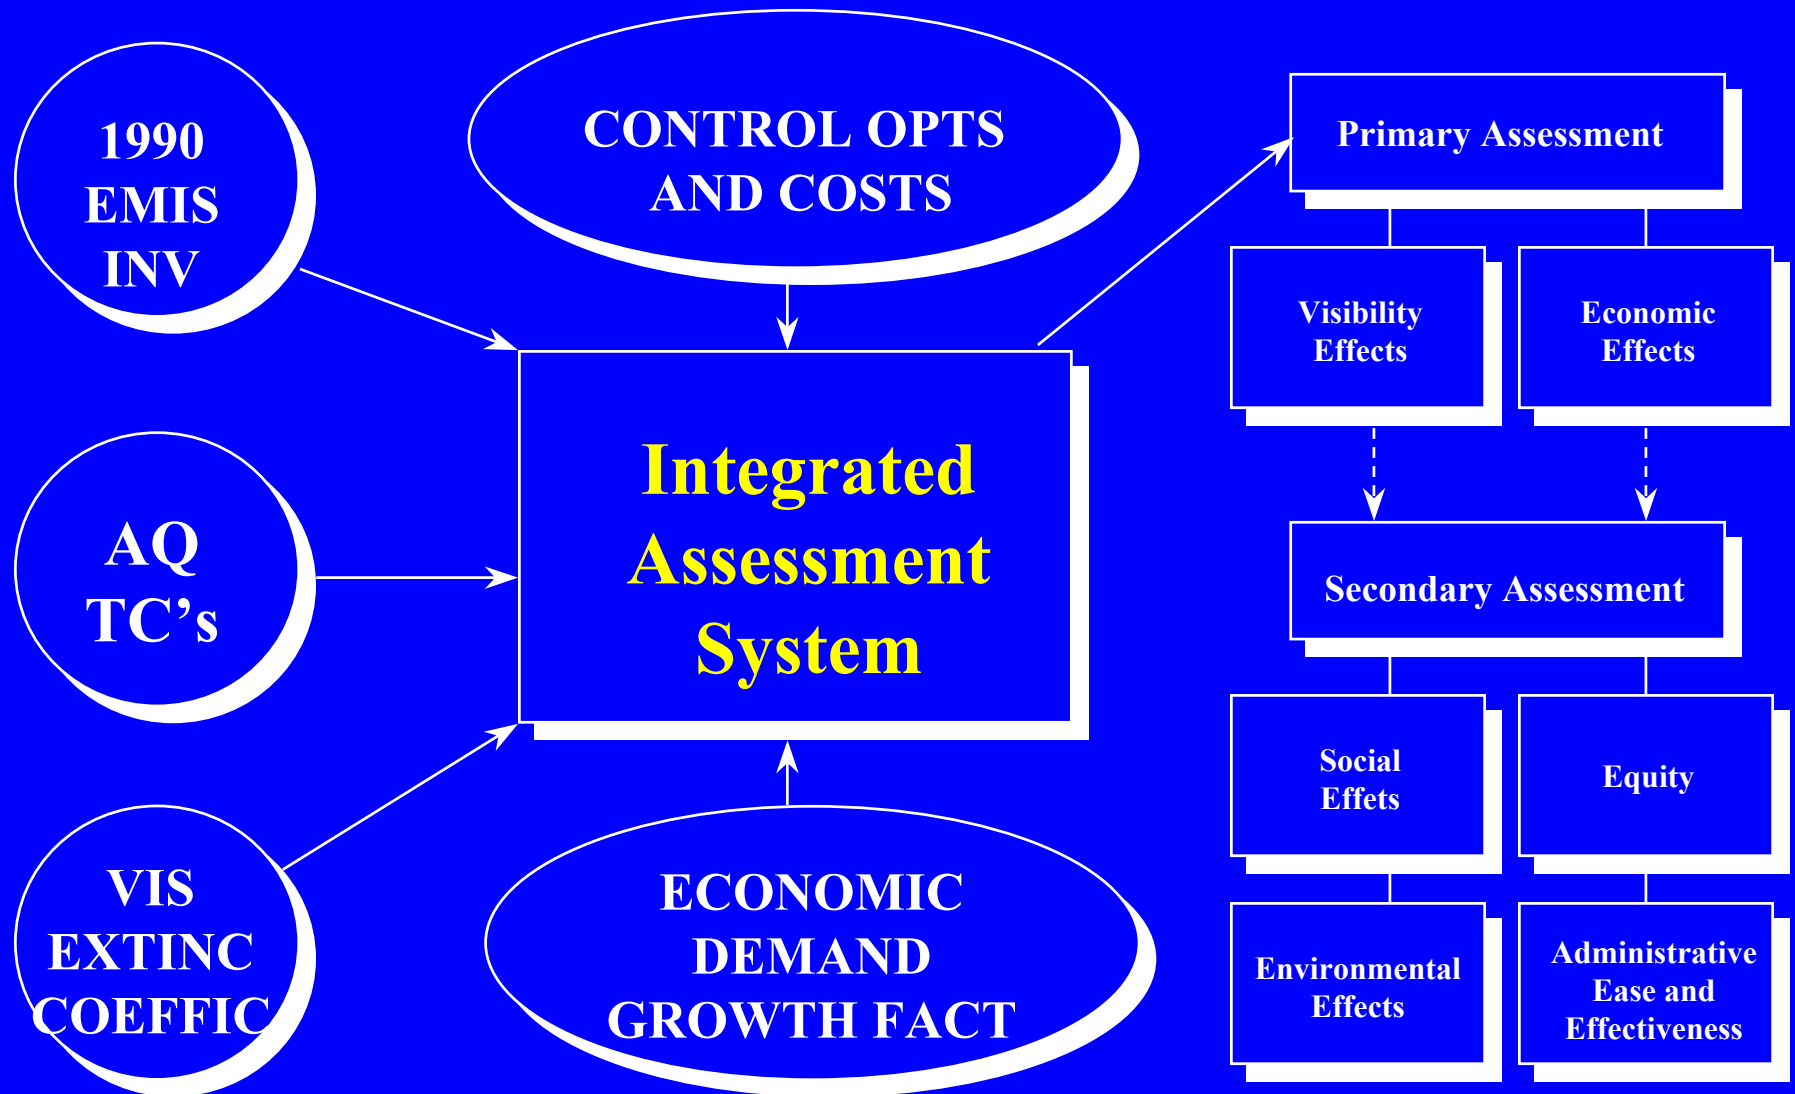 1990
EMIS
INV
CONTROL OPTS
AND COSTS
AQ
TC’s
Integrated
Assessment
System
VIS
EXTINC
COEFFIC
ECONOMIC
DEMAND
GROWTH FACT
Primary Assessment
Visibility
Effects
Economic
Effects
Secondary Assessment
Social
Effets
Equity
Environmental
Effects
Administrative
Ease and
Effectiveness